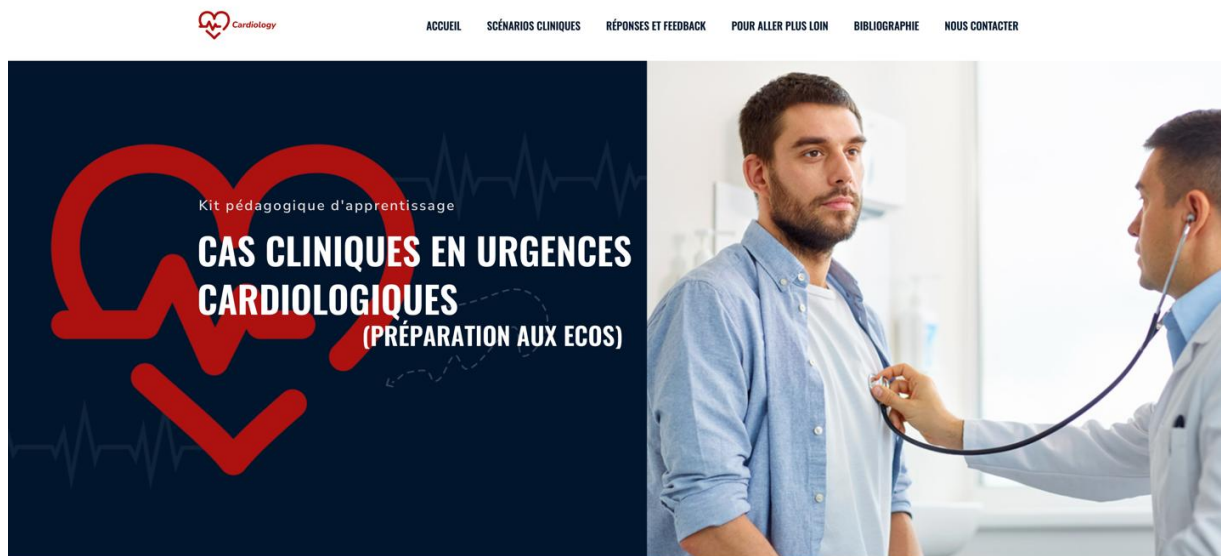 Cardiology
ACCUEIL SCÉNARIOS CLINIQUES RÉPONSES ET FEEDBACK POUR ALLER PLUS LOIN BIBLIOGRAPHIE NOUS CONTACTER
Kit pédagogique d'apprentissage
CAS CLINIQUES EN URGENCES
CARDIOLOGIQUES
(PRÉPARATION AUX ECOS)